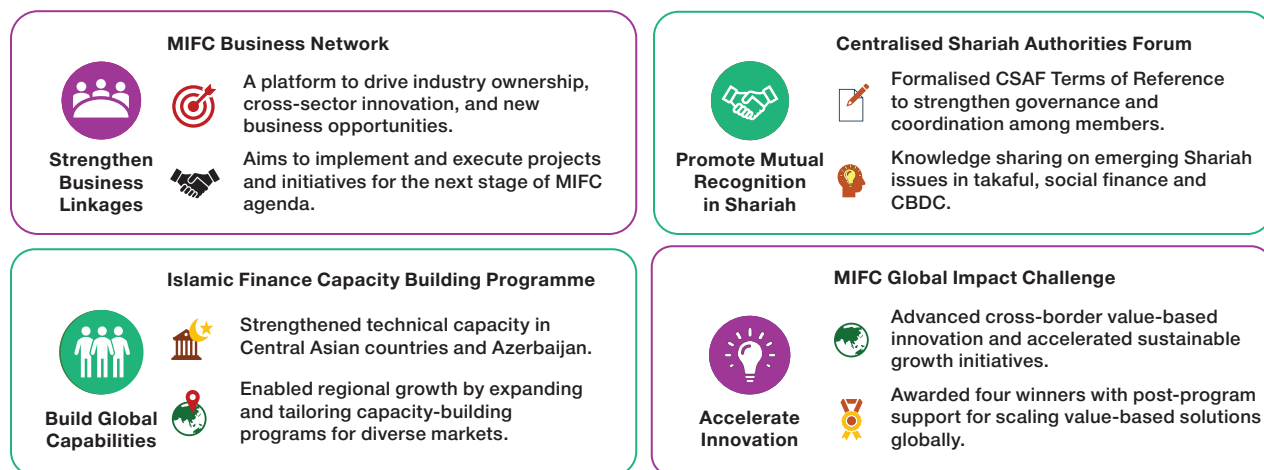 MIFC Business Network
Strengthen
Business
Linkages
A platform to drive industry ownership,
cross-sector innovation, and new
business opportunities.
Aims to implement and execute projects
and initiatives for the next stage of MIFC
agenda.
Centralised Shariah Authorities Forum
Promote Mutual
Recognition
in Shariah
Formalised CSAF Terms of Reference
to strengthen governance and
coordination among members.
Knowledge sharing on emerging Shariah
issues in takaful, social finance and
CBDC.
Islamic Finance Capacity Building Programme
Build Global
Capabilities
Strengthened technical capacity in
Central Asian countries and Azerbaijan.
Enabled regional growth by expanding
and tailoring capacity-building
programs for diverse markets.
MIFC Global Impact Challenge
Accelerate
Innovation
Advanced cross-border value-based
innovation and accelerated sustainable
growth initiatives.
Awarded four winners with post-program
support for scaling value-based solutions
globally.